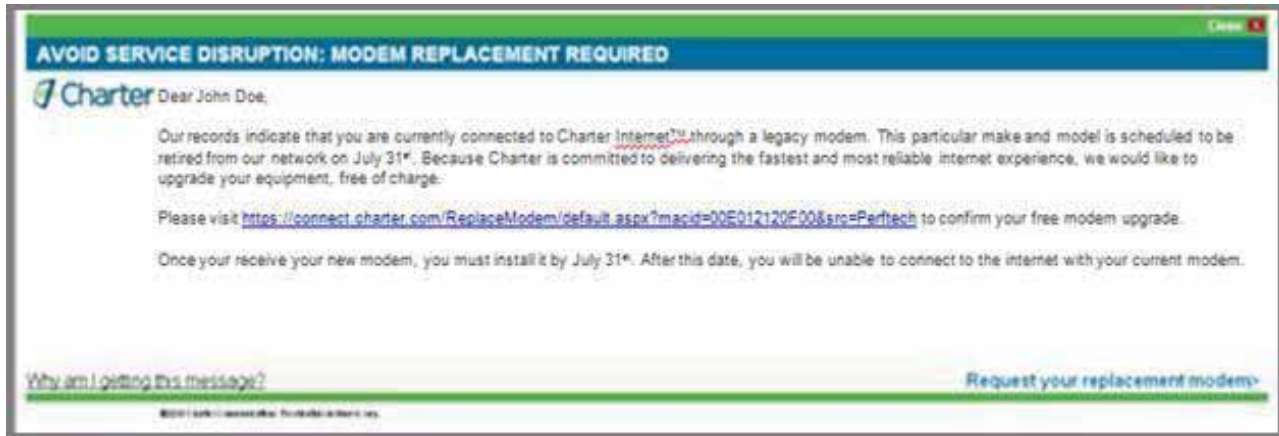 Close X
AVOID SERVICE DISRUPTION: MODEM REPLACEMENT REQUIRED
Charter
Dear John Doe,
Our records indicate that you are currently connected to Charter Internet™ through a legacy modem. This particular make and model is scheduled to be
retired from our network on July 31st. Because Charter is committed to delivering the fastest and most reliable internet experience, we would like to
upgrade your equipment, free of charge.
Please visit https://connect.charter.com/ReplaceModem/default.aspx?macid=00E012120F00&src=Perftech to confirm your free modem upgrade.
Once your receive your new modem, you must install it by July 31st. After this date, you will be unable to connect to the internet with your current modem.
Why am I getting this message?
Request your replacement modem>